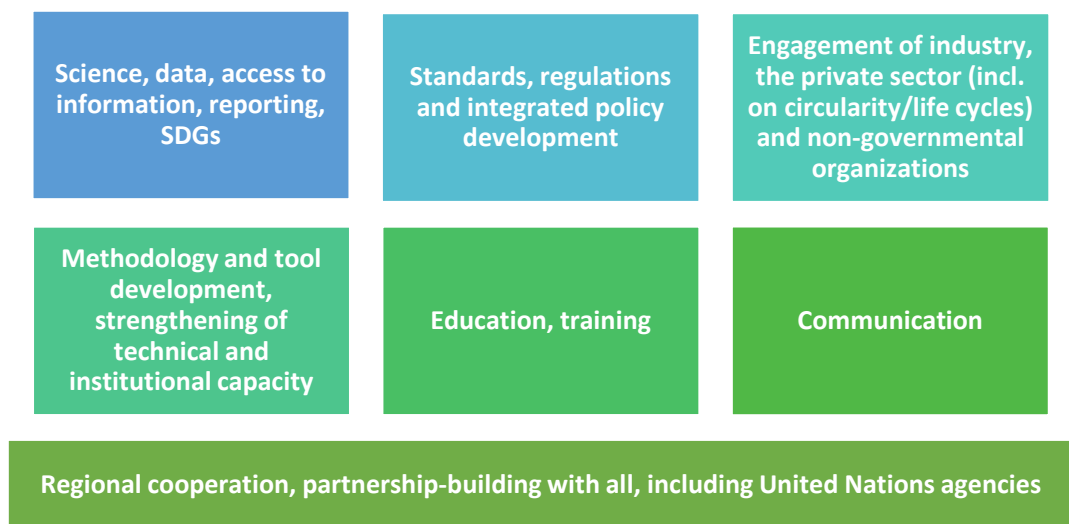 Science, data, access to
information, reporting,
SDGs
Standards, regulations
and integrated policy
development
Engagement of industry,
the private sector (incl.
on circularity/life cycles)
and non-governmental
organizations
Methodology and tool
development,
strengthening of
technical and
institutional capacity
Education, training
Communication
Regional cooperation, partnership-building with all, including United Nations agencies